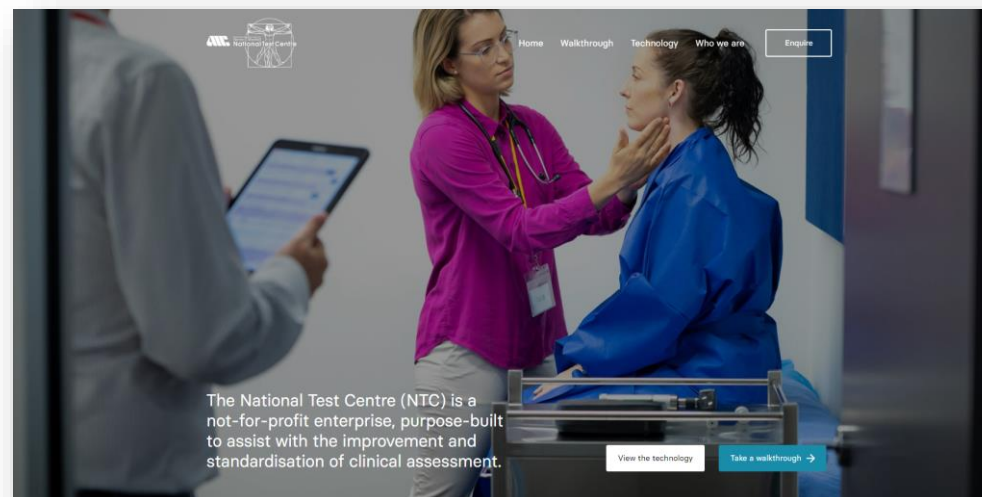 National Test Centre
Home
Walkthrough
Technology
Who we are
Enquire
The National Test Centre (NTC) is a
not-for-profit enterprise, purpose-built
to assist with the improvement and
standardisation of clinical assessment.
View the technology
Take a walkthrough →